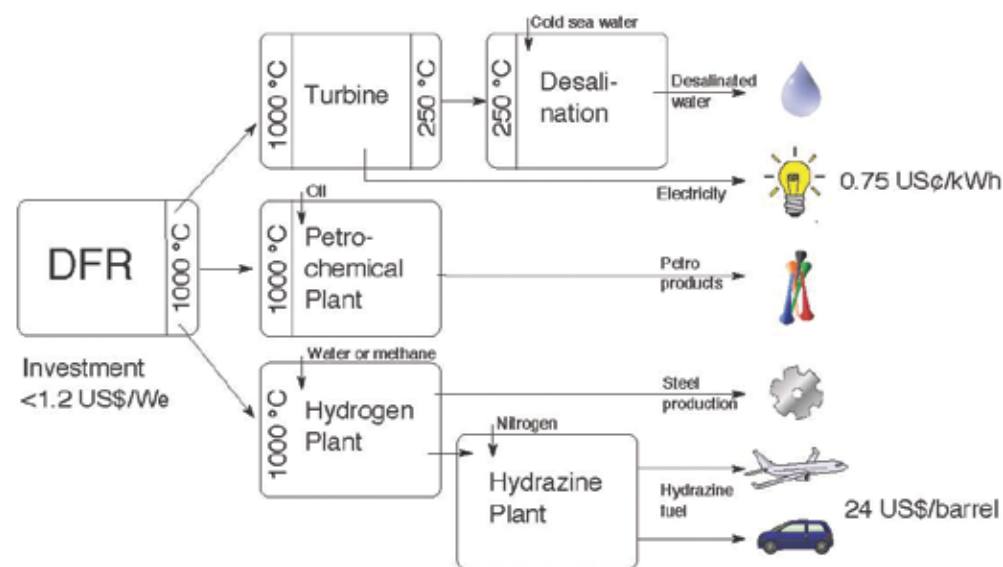 Cold sea water
1000 °C
Turbine
250 °C
250 °C
Desali-
nation
Desalinated
water
Electricity
0.75 US¢/kWh
DFR
1000 °C
Investment
<1.2 US$/We
Oil
1000 °C
Petro-
chemical
Plant
Petro
products
Water or methane
1000 °C
Hydrogen
Plant
Steel
production
Nitrogen
Hydrazine
Plant
Hydrazine
fuel
24 US$/barrel